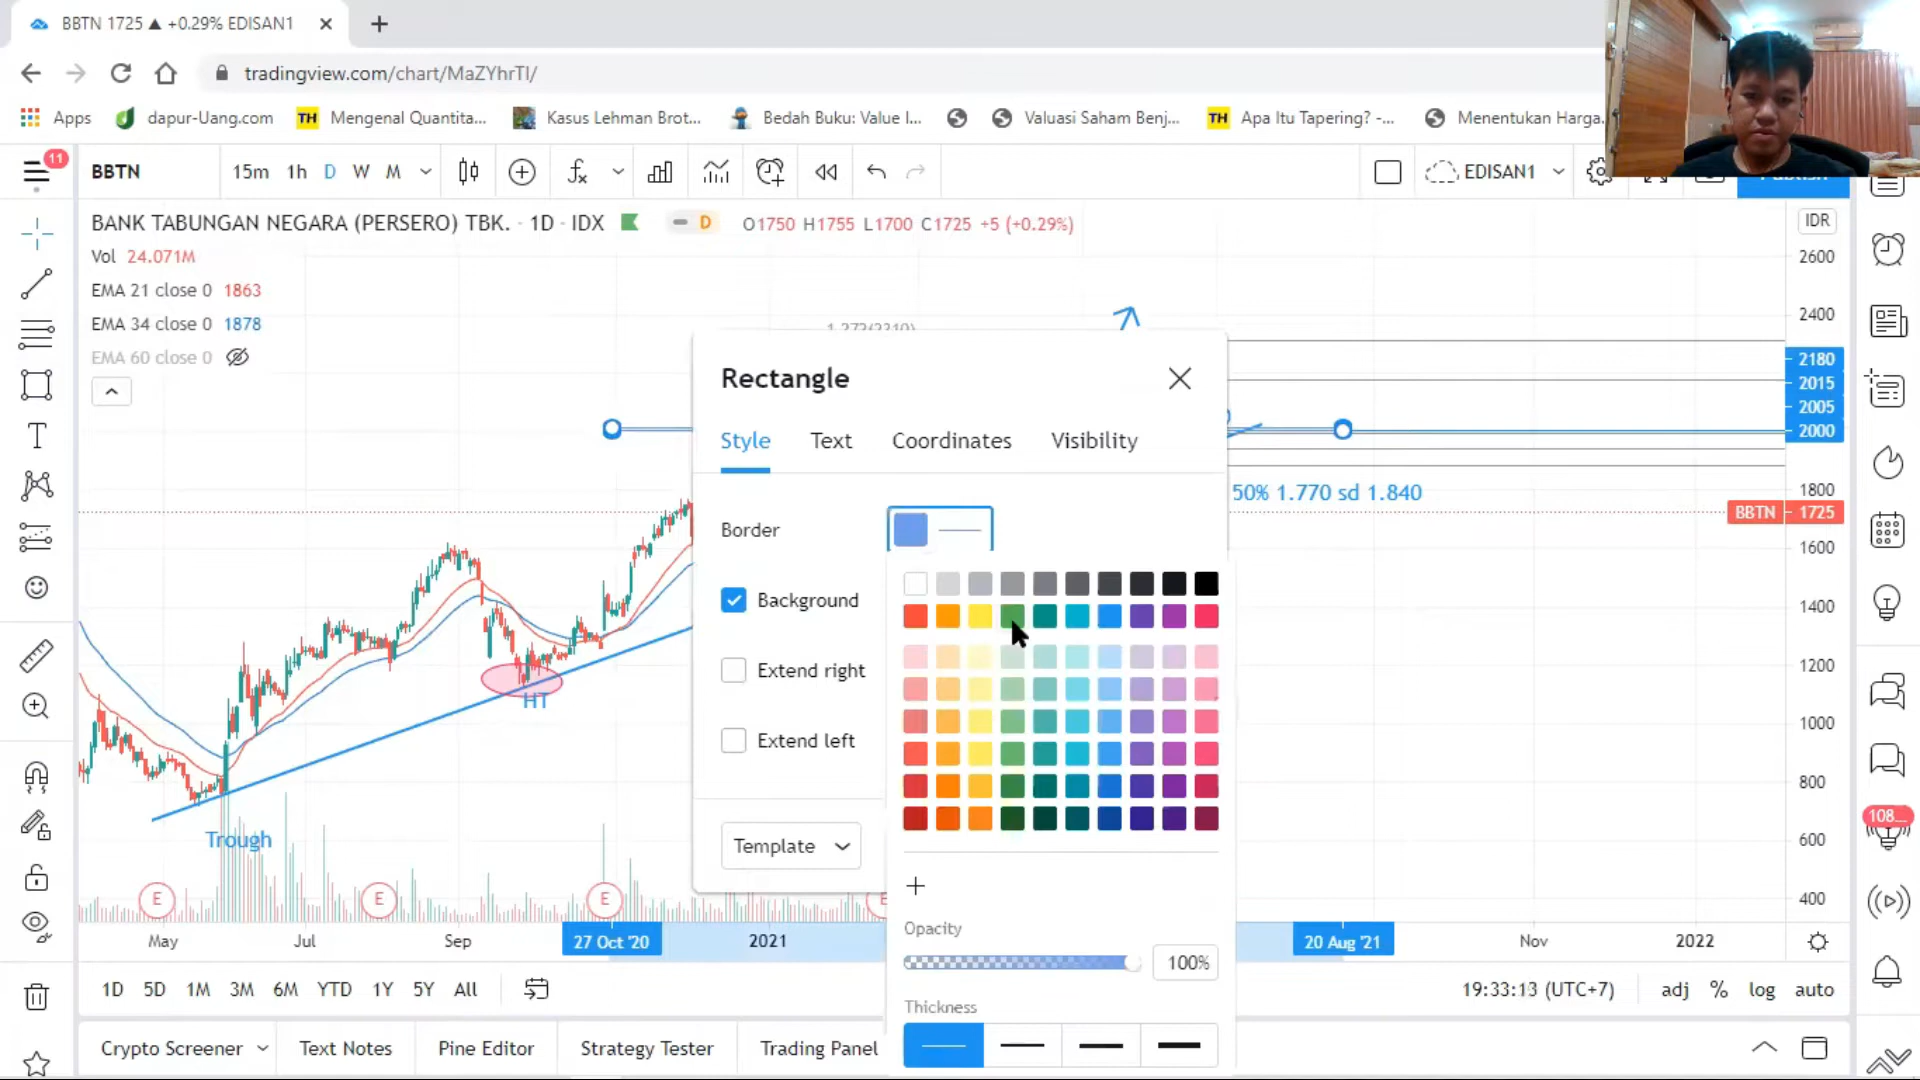 BBTN 1725 ▲ +0.29% EDISAN1
tradingview.com/chart/MaZYhrTI/
Apps
dapur-Uang.com
TH Mengenal Quantita...
Kasus Lehman Brot...
Bedah Buku: Value I...
Valuasi Saham Benj...
TH Apa Itu Tapering? -...
Menentukan Harga.
11
BBTN
15m 1h D W M
EDISAN1
BANK TABUNGAN NEGARA (PERSERO) TBK. · 1D · IDX
D
O1750 H1755 L1700 C1725 +5 (+0.29%)
IDR
Vol 24.071M
EMA 21 close 0 1863
EMA 34 close 0 1878
EMA 60 close 0
2600
2400
2180
2015
2005
2000
1800
BBTN 1725
1600
1400
1200
1000
800
600
400
50% 1.770 sd 1.840
HT
Trough
E
E
E
Rectangle
Style
Text
Coordinates
Visibility
Border
Background
Extend right
Extend left
Template
Opacity
100%
Thickness
May
Jul
Sep
27 Oct '20
2021
20 Aug '21
Nov
2022
1D 5D 1M 3M 6M YTD 1Y 5Y All
19:33:13 (UTC+7)
adj % log auto
108...
Crypto Screener
Text Notes
Pine Editor
Strategy Tester
Trading Panel